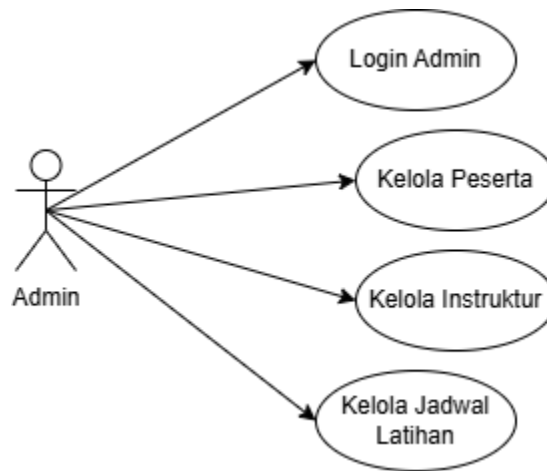 Login Admin
Kelola Peserta
Admin
Kelola Instruktur
Kelola Jadwal
Latihan